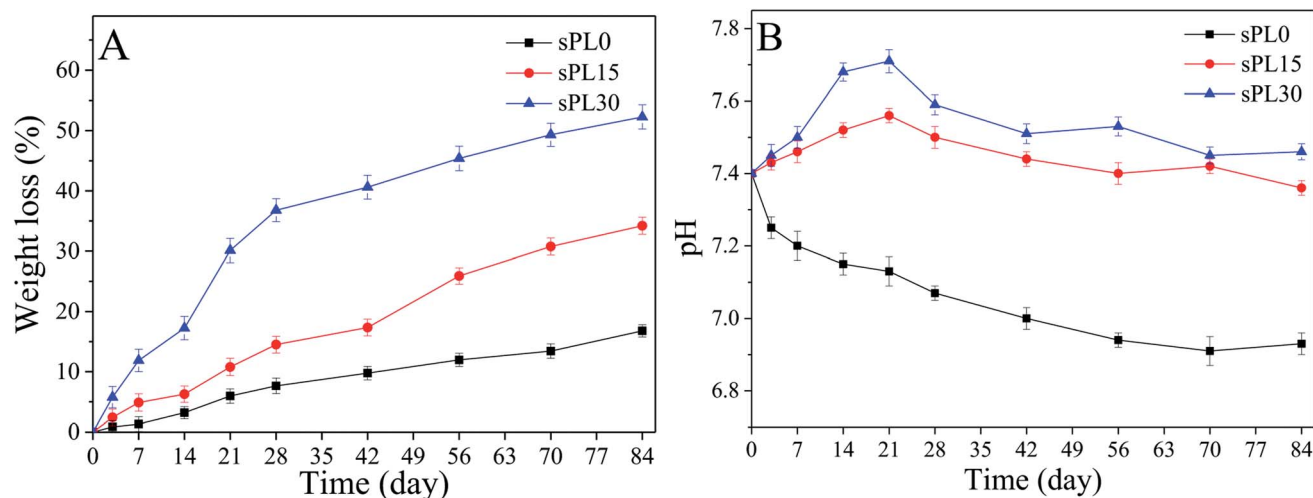 A
sPL0
sPL15
sPL30
Weight loss (%)
60
50
40
30
20
10
0
0 7 14 21 28 35 42 49 56 63 70 77 84
Time (day)
B
sPL0
sPL15
sPL30
pH
7.8
7.6
7.4
7.2
7.0
6.8
0 7 14 21 28 35 42 49 56 63 70 77 84
Time (day)